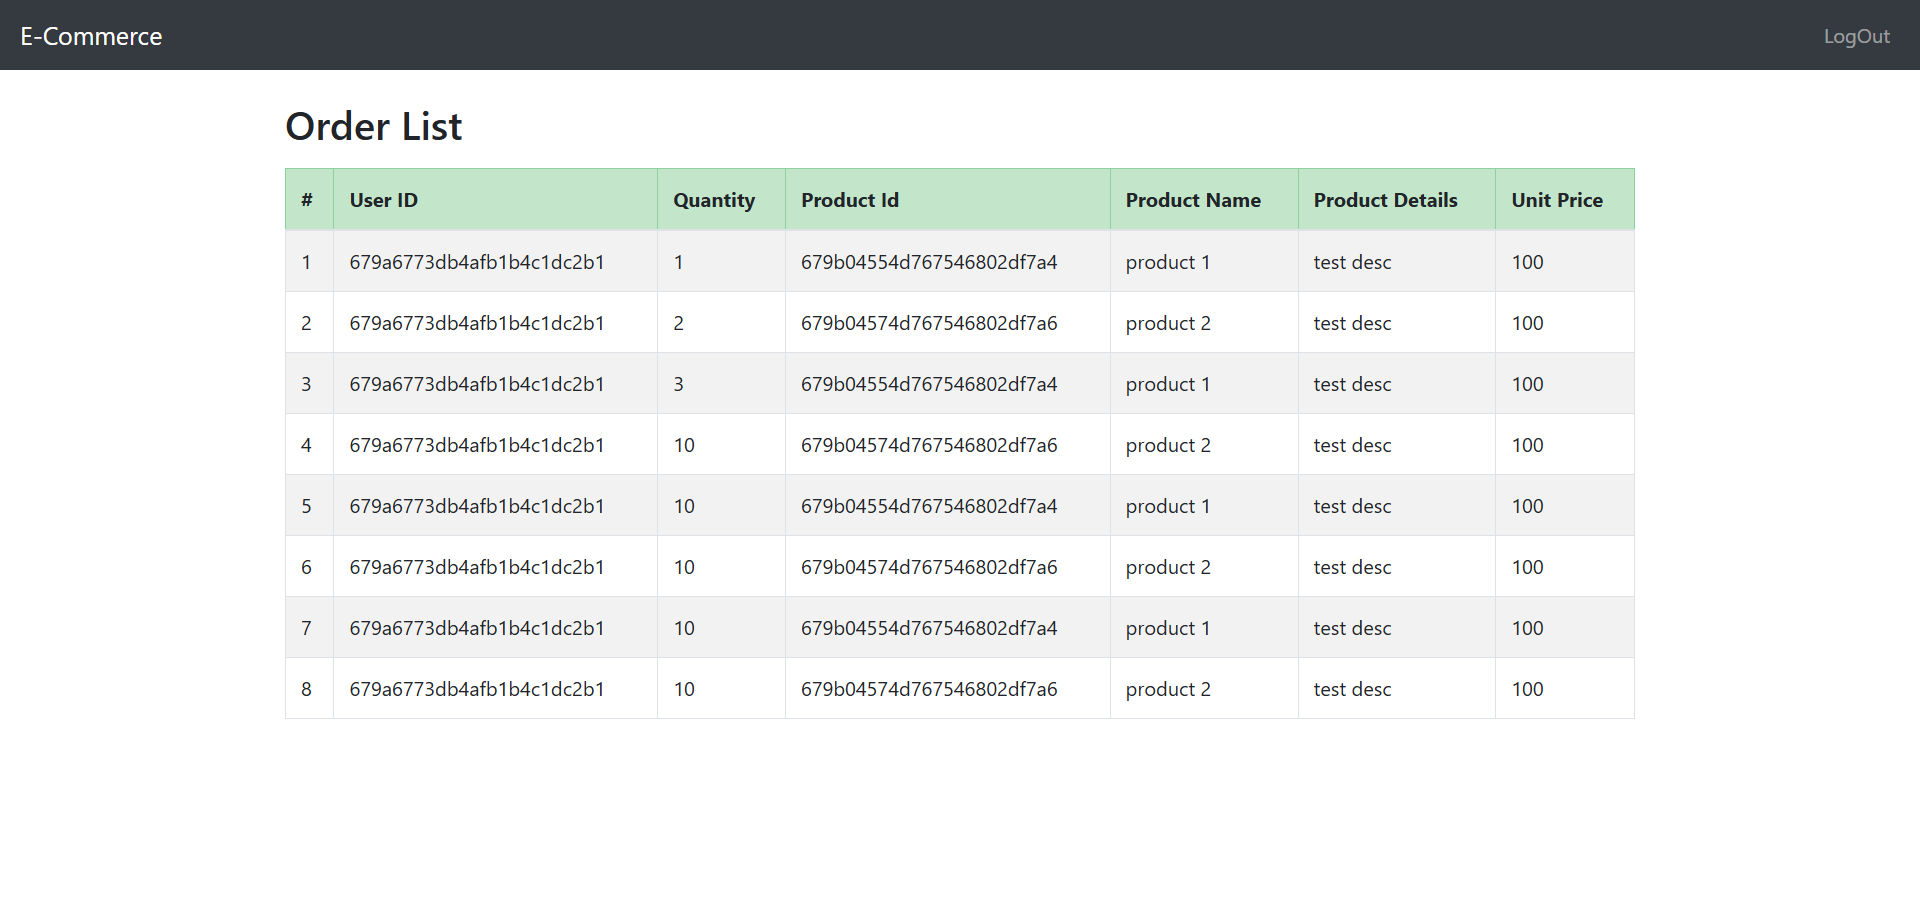 E-Commerce LogOut
Order List
# User ID Quantity Product Id Product Name Product Details Unit Price
1 679a6773db4afb1b4c1dc2b1 1 679b04554d767546802df7a4 product 1 test desc 100
2 679a6773db4afb1b4c1dc2b1 2 679b04574d767546802df7a6 product 2 test desc 100
3 679a6773db4afb1b4c1dc2b1 3 679b04554d767546802df7a4 product 1 test desc 100
4 679a6773db4afb1b4c1dc2b1 10 679b04574d767546802df7a6 product 2 test desc 100
5 679a6773db4afb1b4c1dc2b1 10 679b04554d767546802df7a4 product 1 test desc 100
6 679a6773db4afb1b4c1dc2b1 10 679b04574d767546802df7a6 product 2 test desc 100
7 679a6773db4afb1b4c1dc2b1 10 679b04554d767546802df7a4 product 1 test desc 100
8 679a6773db4afb1b4c1dc2b1 10 679b04574d767546802df7a6 product 2 test desc 100